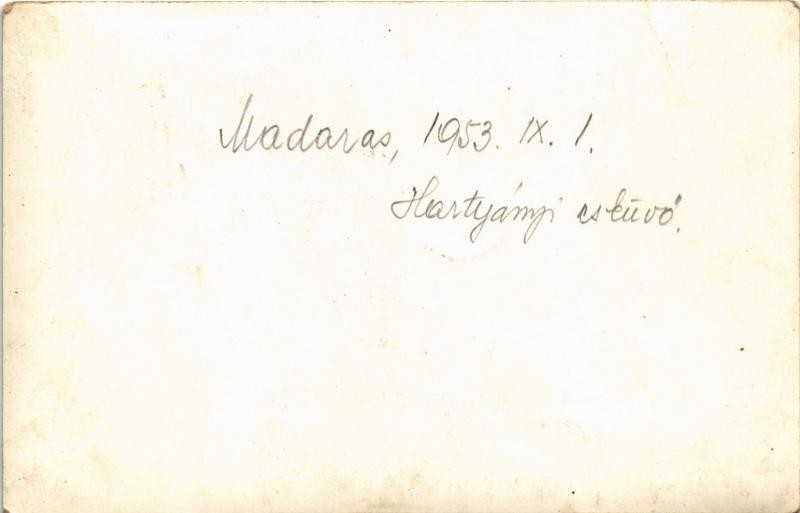 Madaras, 1953. IX. 1.
Hartyányi esküvő.